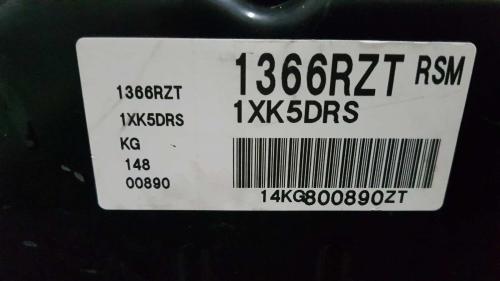 1366RZT
1XK5DRS
KG
148
00890
1366RZT RSM
1XK5DRS
14KG800890ZT